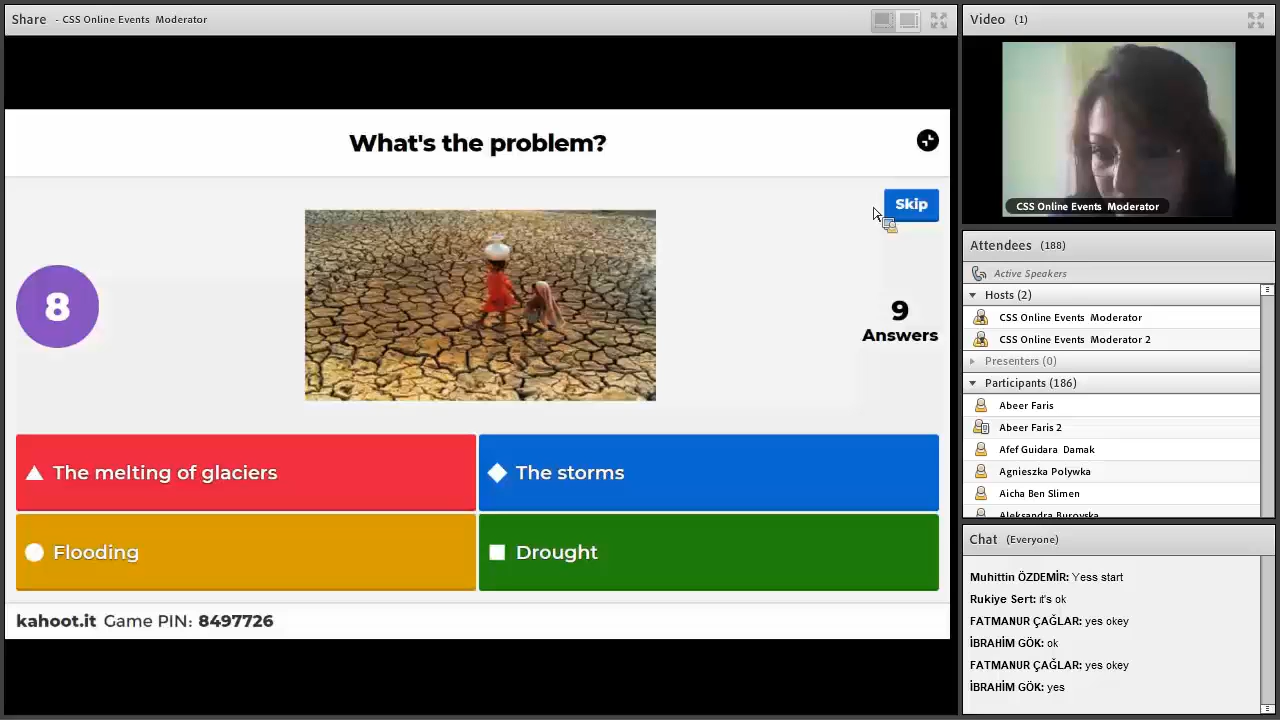 Share - CSS Online Events Moderator
What's the problem?
Skip
8
9
Answers
The melting of glaciers
The storms
Flooding
Drought
kahoot.it Game PIN: 8497726
Video (1)
CSS Online Events Moderator
Attendees (188)
Active Speakers
Hosts (2)
CSS Online Events Moderator
CSS Online Events Moderator 2
Presenters (0)
Participants (186)
Abeer Faris
Abeer Faris 2
Afef Guidara Damak
Agnieszka Polywka
Aicha Ben Slimen
Aleksandra Burovska
Chat (Everyone)
Muhittin ÖZDEMİR: Yess start
Rukiye Sert: it's ok
FATMANUR ÇAĞLAR: yes okey
İBRAHİM GÖK: ok
FATMANUR ÇAĞLAR: yes okey
İBRAHİM GÖK: yes